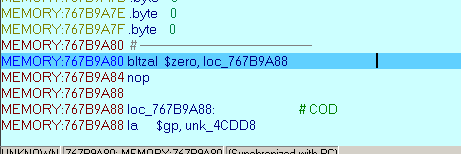 MEMORY:767B9A7E .byte 0
MEMORY:767B9A7F .byte 0
MEMORY:767B9A80 # ---------------------------------------------------------------------------
MEMORY:767B9A80 bltzal $zero, loc_767B9A88
MEMORY:767B9A84 nop
MEMORY:767B9A88
MEMORY:767B9A88 loc_767B9A88: # COD
MEMORY:767B9A88 la $gp, unk_4CDD8
UNKNOWN 767B9A80: MEMORY:767B9A80 (Synchronized with PC)